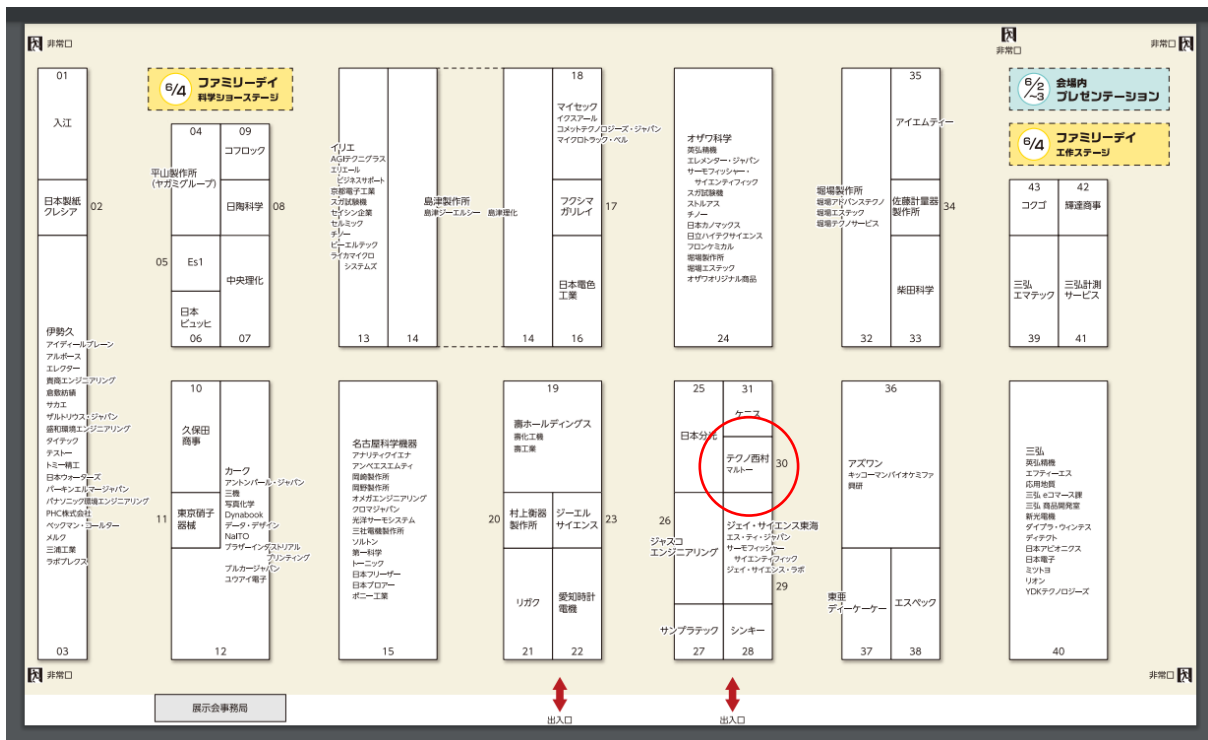 非常口
非常口
非常口
01
入江
日本製紙
クレシア
02
伊勢久
アイディールブレーン
アルボース
エレクター
貴商エンジニアリング
倉敷紡績
サカエ
ザルトリウス・ジャパン
盛和環境エンジニアリング
タイテック
テストー
トミー精工
日本ウォーターズ
パーキンエルマージャパン
パナソニック環境エンジニアリング
PHC株式会社
ベックマン・コールター
メルク
三浦工業
ラボプレクス
03
6/4 ファミリーデイ
科学ショーステージ
04
09
平山製作所
(ヤガミグループ)
コフロック
日陶科学
08
05
Es1
中央理化
日本
ビュッヒ
06
07
10
久保田
商事
11
東京硝子
器械
カーク
アントンパール・ジャパン
三機
写真化学
Dynabook
データ・デザイン
NaITO
ブラザーインダストリアル
プリンティング
ブルカージャパン
ユウアイ電子
12
イリエ
AGIテクニグラス
エリエール
ビジネスサポート
京都電子工業
スガ試験機
セイシン企業
セルミック
チノー
ピーエルテック
ライカマイクロ
システムズ
13
島津製作所
島津ジーエルシー 島津理化
14
14
18
マイセック
イクスアール
コメットテクノロジーズ・ジャパン
マイクロトラック・ベル
フクシマ
ガリレイ
17
日本電色
工業
16
名古屋科学機器
アナリティクイエナ
アンペエスエムティ
岡崎製作所
岡野製作所
オメガエンジニアリング
クロマジャパン
光洋サーモシステム
三社電機製作所
ソルトン
第一科学
トーニック
日本フリーザー
日本ブロアー
ポニー工業
15
19
壽ホールディングス
壽化工機
壽工業
20
村上衡器
製作所
ジーエル
サイエンス
23
リガク
愛知時計
電機
21
22
オザワ科学
英弘精機
エレメンター・ジャパン
サーモフィッシャー・
サイエンティフィック
スガ試験機
ストルアス
チノー
日本カノマックス
日立ハイテクサイエンス
フロンケミカル
堀場製作所
堀場エステック
オザワオリジナル商品
24
25
31
日本分光
ケニス
テクノ西村
マルトー
30
26
ジャスコ
エンジニアリング
ジェイ・サイエンス東海
エス・ティ・ジャパン
サーモフィッシャー
サイエンティフィック
ジェイ・サイエンス・ラボ
29
サンプラテック
シンキー
27
28
35
アイエムティー
堀場製作所
堀場アドバンステクノ
堀場エステック
堀場テクノサービス
佐藤計量器
製作所
34
柴田科学
32
33
36
アズワン
キッコーマンバイオケミファ
興研
東亜
ディーケーケー
エスペック
37
38
6/2~3 会場内
プレゼンテーション
6/4 ファミリーデイ
工作ステージ
43
42
コクゴ
輝達商事
三弘
エマテック
三弘計測
サービス
39
41
三弘
英弘精機
エフティーエス
応用地質
三弘 eコマース課
三弘 商品開発室
新光電機
ダイプラ・ウィンテス
ディテクト
日本アビオニクス
日本電子
ミツトヨ
リオン
YDKテクノロジーズ
40
非常口
非常口
展示会事務局
出入口
出入口